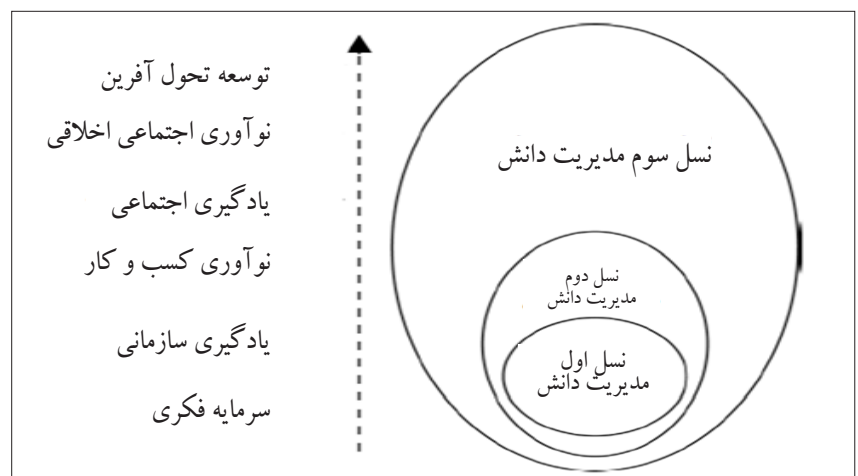 توسعه تحول آفرین
نوآوری اجتماعی اخلاقی
یادگیری اجتماعی
نوآوری کسب و کار
یادگیری سازمانی
سرمایه فکری
نسل سوم مدیریت دانش
نسل دوم
مدیریت دانش
نسل اول
مدیریت دانش